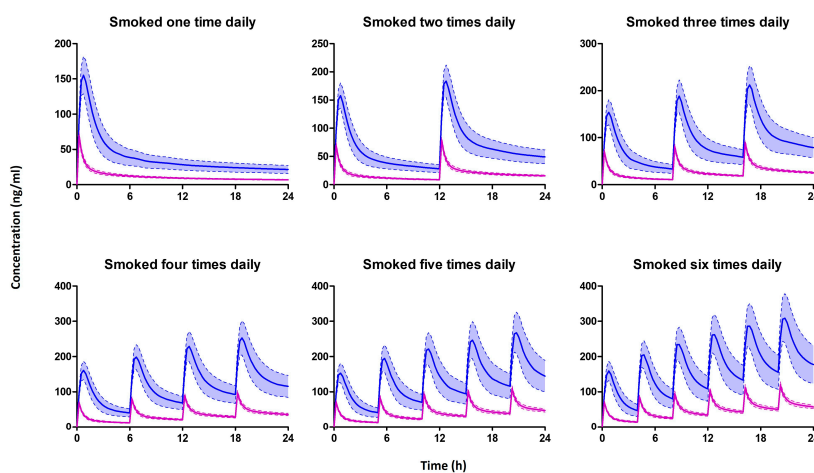 Smoked one time daily
Smoked two times daily
Smoked three times daily
200
150
100
50
0
0 6 12 18 24
250
200
150
100
50
0
0 6 12 18 24
300
200
100
0
0 6 12 18 24
Concentration (ng/ml)
Smoked four times daily
Smoked five times daily
Smoked six times daily
400
300
200
100
0
0 6 12 18 24
400
300
200
100
0
0 6 12 18 24
400
300
200
100
0
0 6 12 18 24
Time (h)